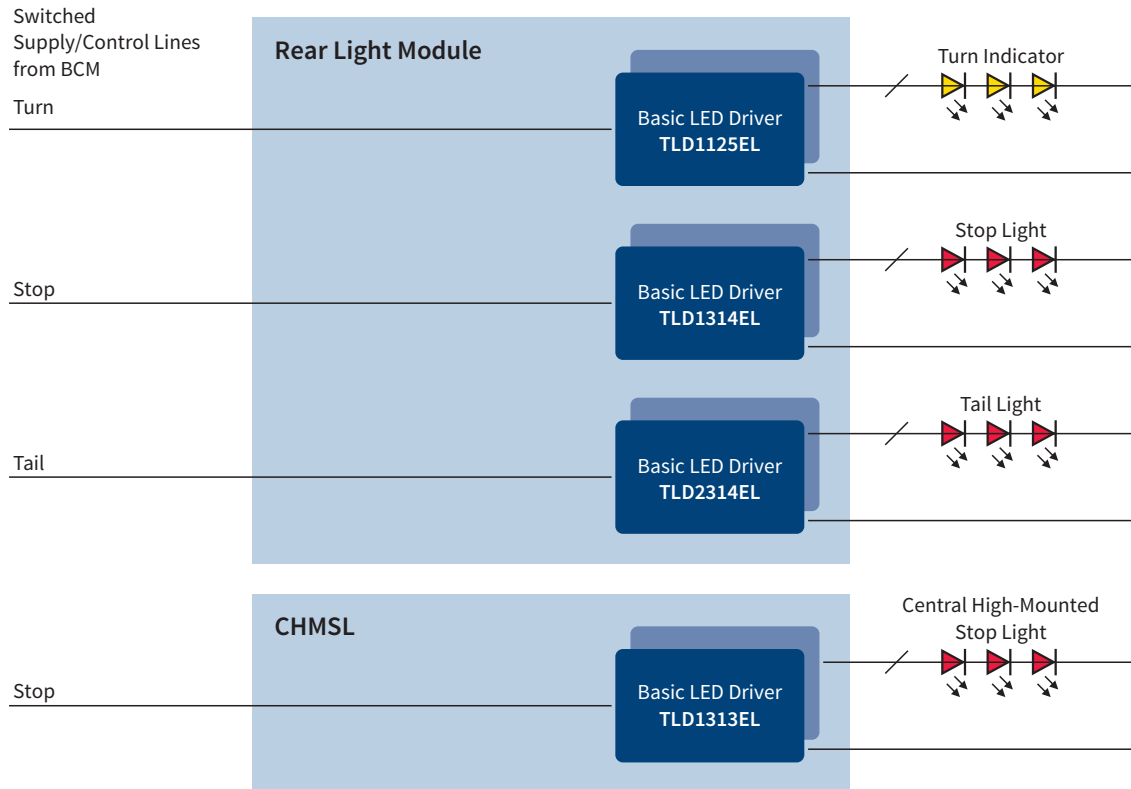 Switched
Supply/Control Lines
from BCM
Rear Light Module
Turn
Basic LED Driver
TLD1125EL
Turn Indicator
Stop
Basic LED Driver
TLD1314EL
Stop Light
Tail
Basic LED Driver
TLD2314EL
Tail Light
CHMSL
Stop
Basic LED Driver
TLD1313EL
Central High-Mounted
Stop Light